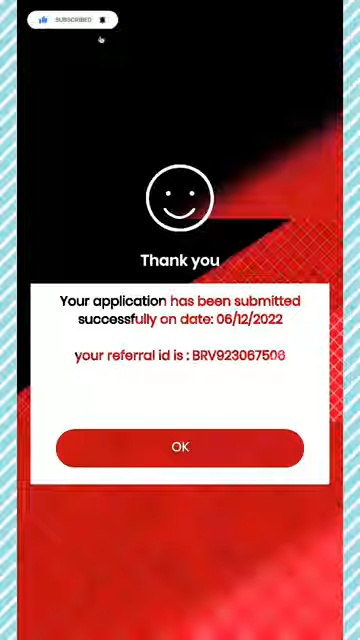 SUBSCRIBED
Thank you
Your application has been submitted
successfully on date: 06/12/2022
your referral id is : BRV923067506
OK